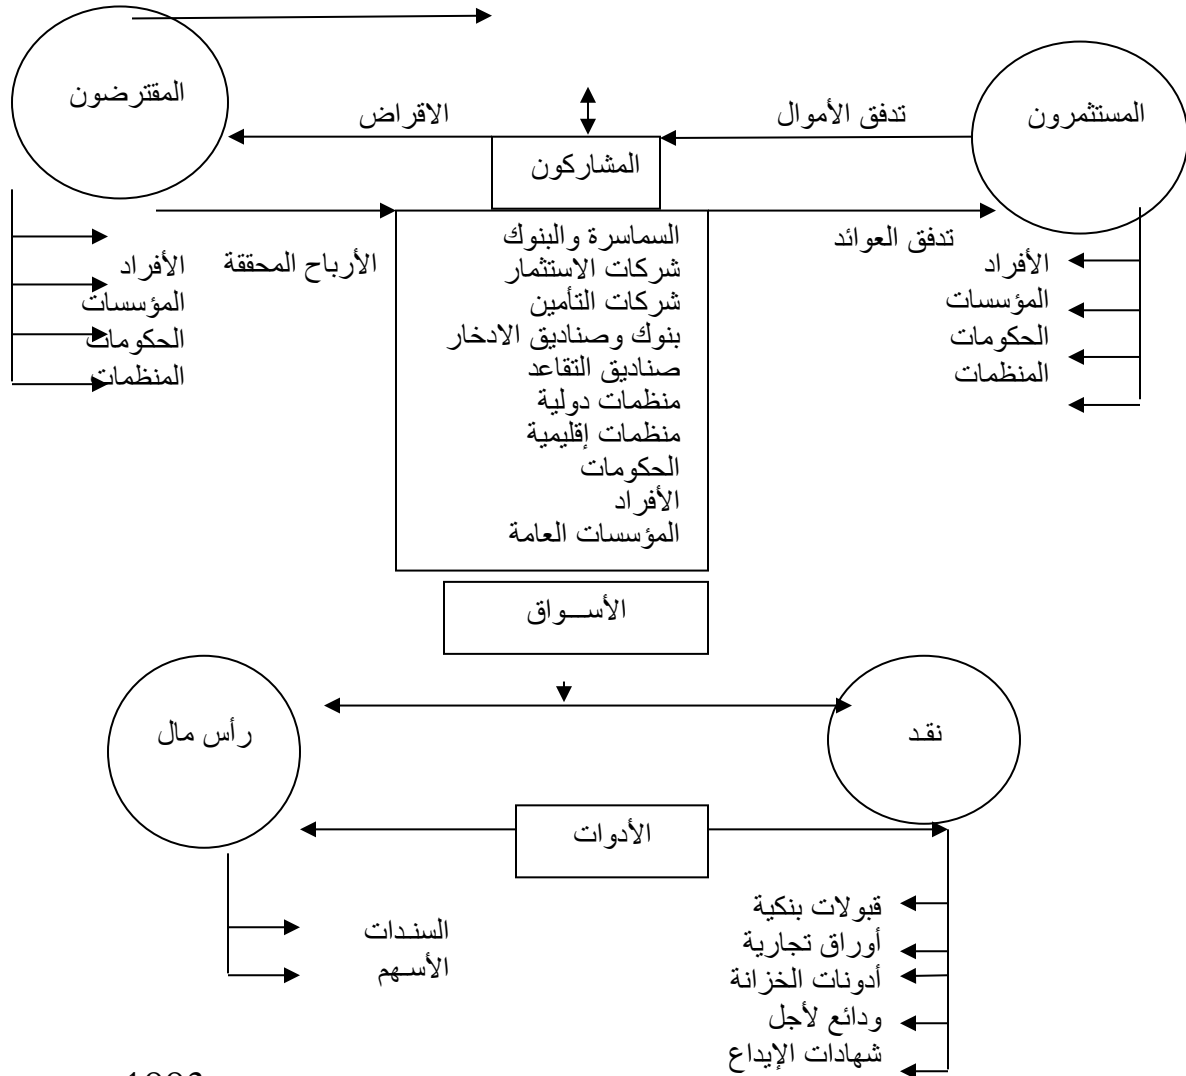 المقترضون
المستثمرون
الاقراض
تدفق الأموال
المشاركون
تدفق العوائد
الأرباح المحققة
السماسرة والبنوك
شركات الاستثمار
شركات التأمين
بنوك وصناديق الادخار
صناديق التقاعد
منظمات دولية
منظمات إقليمية
الحكومات
الأفراد
المؤسسات العامة
الأفراد
المؤسسات
الحكومات
المنظمات
الأفراد
المؤسسات
الحكومات
المنظمات
الأســـواق
نقد
رأس مال
الأدوات
قبولات بنكية
أوراق تجارية
أدونات الخزانة
ودائع لأجل
شهادات الإيداع
السندات
الأسهم